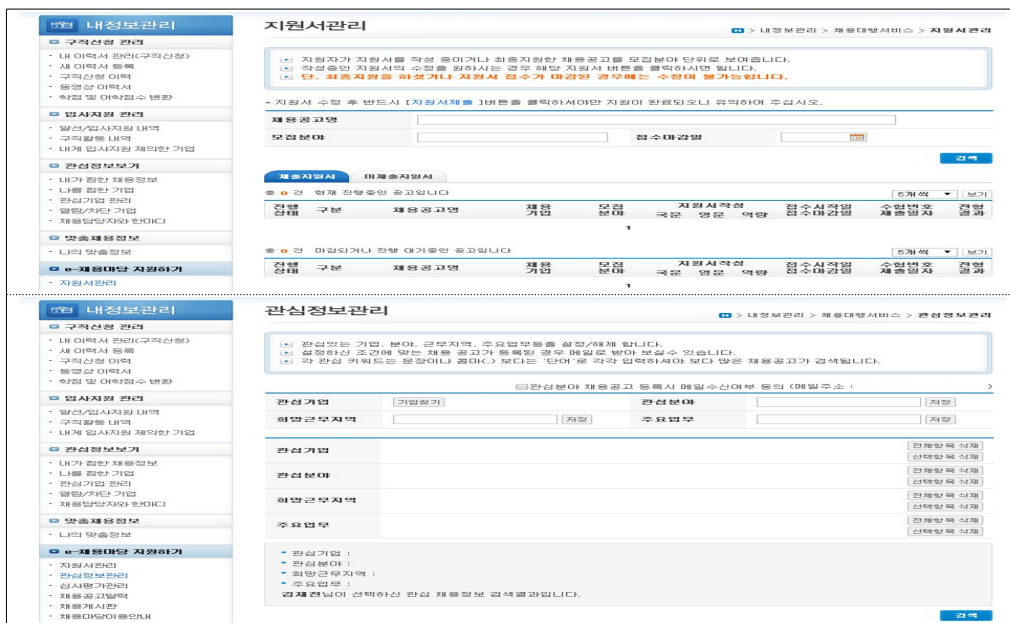 내정보관리
구직신청 관리
· 내 이력서 관리(구직신청)
· 새 이력서 등록
· 구직신청 이력
· 동영상 이력서
· 학점 및 어학점수 변환
입사지원 관리
· 알선/입사지원 내역
· 구직활동 내역
· 내게 입사지원 제의한 기업
관심정보보기
· 내가 찜한 채용정보
· 나를 찜한 기업
· 관심기업 관리
· 열람/차단 기업
· 채용담당자와 한마디
맞춤채용정보
· 나의 맞춤정보
e-채용마당 지원하기
· 지원서관리
지원서관리
> 내정보관리 > 채용대행서비스 > 지원서관리
지원자가 지원서를 작성 중이거나 최종지원한 채용공고를 모집분야 단위로 보여줍니다.
작성중인 지원서의 수정을 원하시는 경우 해당 지원서 버튼을 클릭하시면 됩니다.
단, 최종지원을 하셨거나 지원서 접수가 마감된 경우에는 수정이 불가능합니다.
- 지원서 수정 후 반드시 [지원서제출 ]버튼을 클릭하셔야만 지원이 완료되오니 유의하여 주십시오.
채용공고명
모집분야 접수마감일
검색
제출지원서 미제출지원서
총 0 건 현재 진행중인 공고입니다 5개씩 보기
진행상태 구분 채용공고명 채용기업 모집분야 지원서작성 국문 영문 역량 접수시작일 접수마감일 수험번호 제출일자 전형결과
1
총 0 건 마감되거나 진행 대기중인 공고입니다 5개씩 보기
진행상태 구분 채용공고명 채용기업 모집분야 지원서작성 국문 영문 역량 접수시작일 접수마감일 수험번호 제출일자 전형결과
1
내정보관리
구직신청 관리
· 내 이력서 관리(구직신청)
· 새 이력서 등록
· 구직신청 이력
· 동영상 이력서
· 학점 및 어학점수 변환
입사지원 관리
· 알선/입사지원 내역
· 구직활동 내역
· 내게 입사지원 제의한 기업
관심정보보기
· 내가 찜한 채용정보
· 나를 찜한 기업
· 관심기업 관리
· 열람/차단 기업
· 채용담당자와 한마디
맞춤채용정보
· 나의 맞춤정보
e-채용마당 지원하기
· 지원서관리
· 관심정보관리
· 심사평가관리
· 채용공고달력
· 채용게시판
· 채용마당이용안내
관심정보관리
> 내정보관리 > 채용대행서비스 > 관심정보관리
관심있는 기업, 분야, 근무지역, 주요업무등을 설정/해제 합니다.
설정하신 조건에 맞는 채용 공고가 등록된 경우 메일로 받아 보실수 있습니다.
각 관심 키워드는 문장이나 콤마(,) 보다는 '단어'로 각각 입력하셔야 보다 많은 채용공고가 검색됩니다.
관심분야 채용공고 등록시 메일수신여부 동의 (메일주소 : )
관심기업 기업찾기 관심분야 저장
희망근무지역 저장 주요업무 저장
관심기업 전체항목 삭제
선택항목 삭제
관심분야 전체항목 삭제
선택항목 삭제
희망근무지역 전체항목 삭제
선택항목 삭제
주요업무 전체항목 삭제
선택항목 삭제
• 관심기업 :
• 관심분야 :
• 희망근무지역 :
• 주요업무 :
김재진님이 선택하신 관심 채용정보 검색결과입니다.
검색